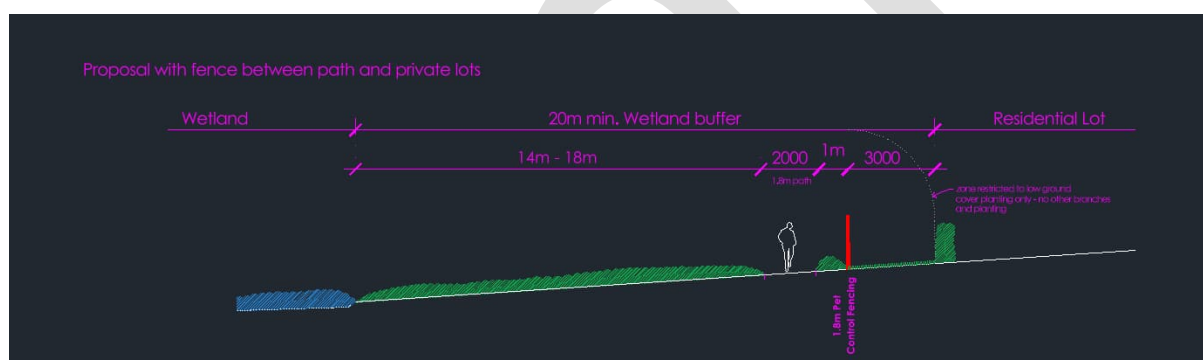 Proposal with fence between path and private lots
Wetland
20m min. Wetland buffer
Residential Lot
14m - 18m
2000
1m
3000
1.8m path
zone restricted to low ground
cover planting only - no other branches
and planting
1.8m Pet
Control Fencing